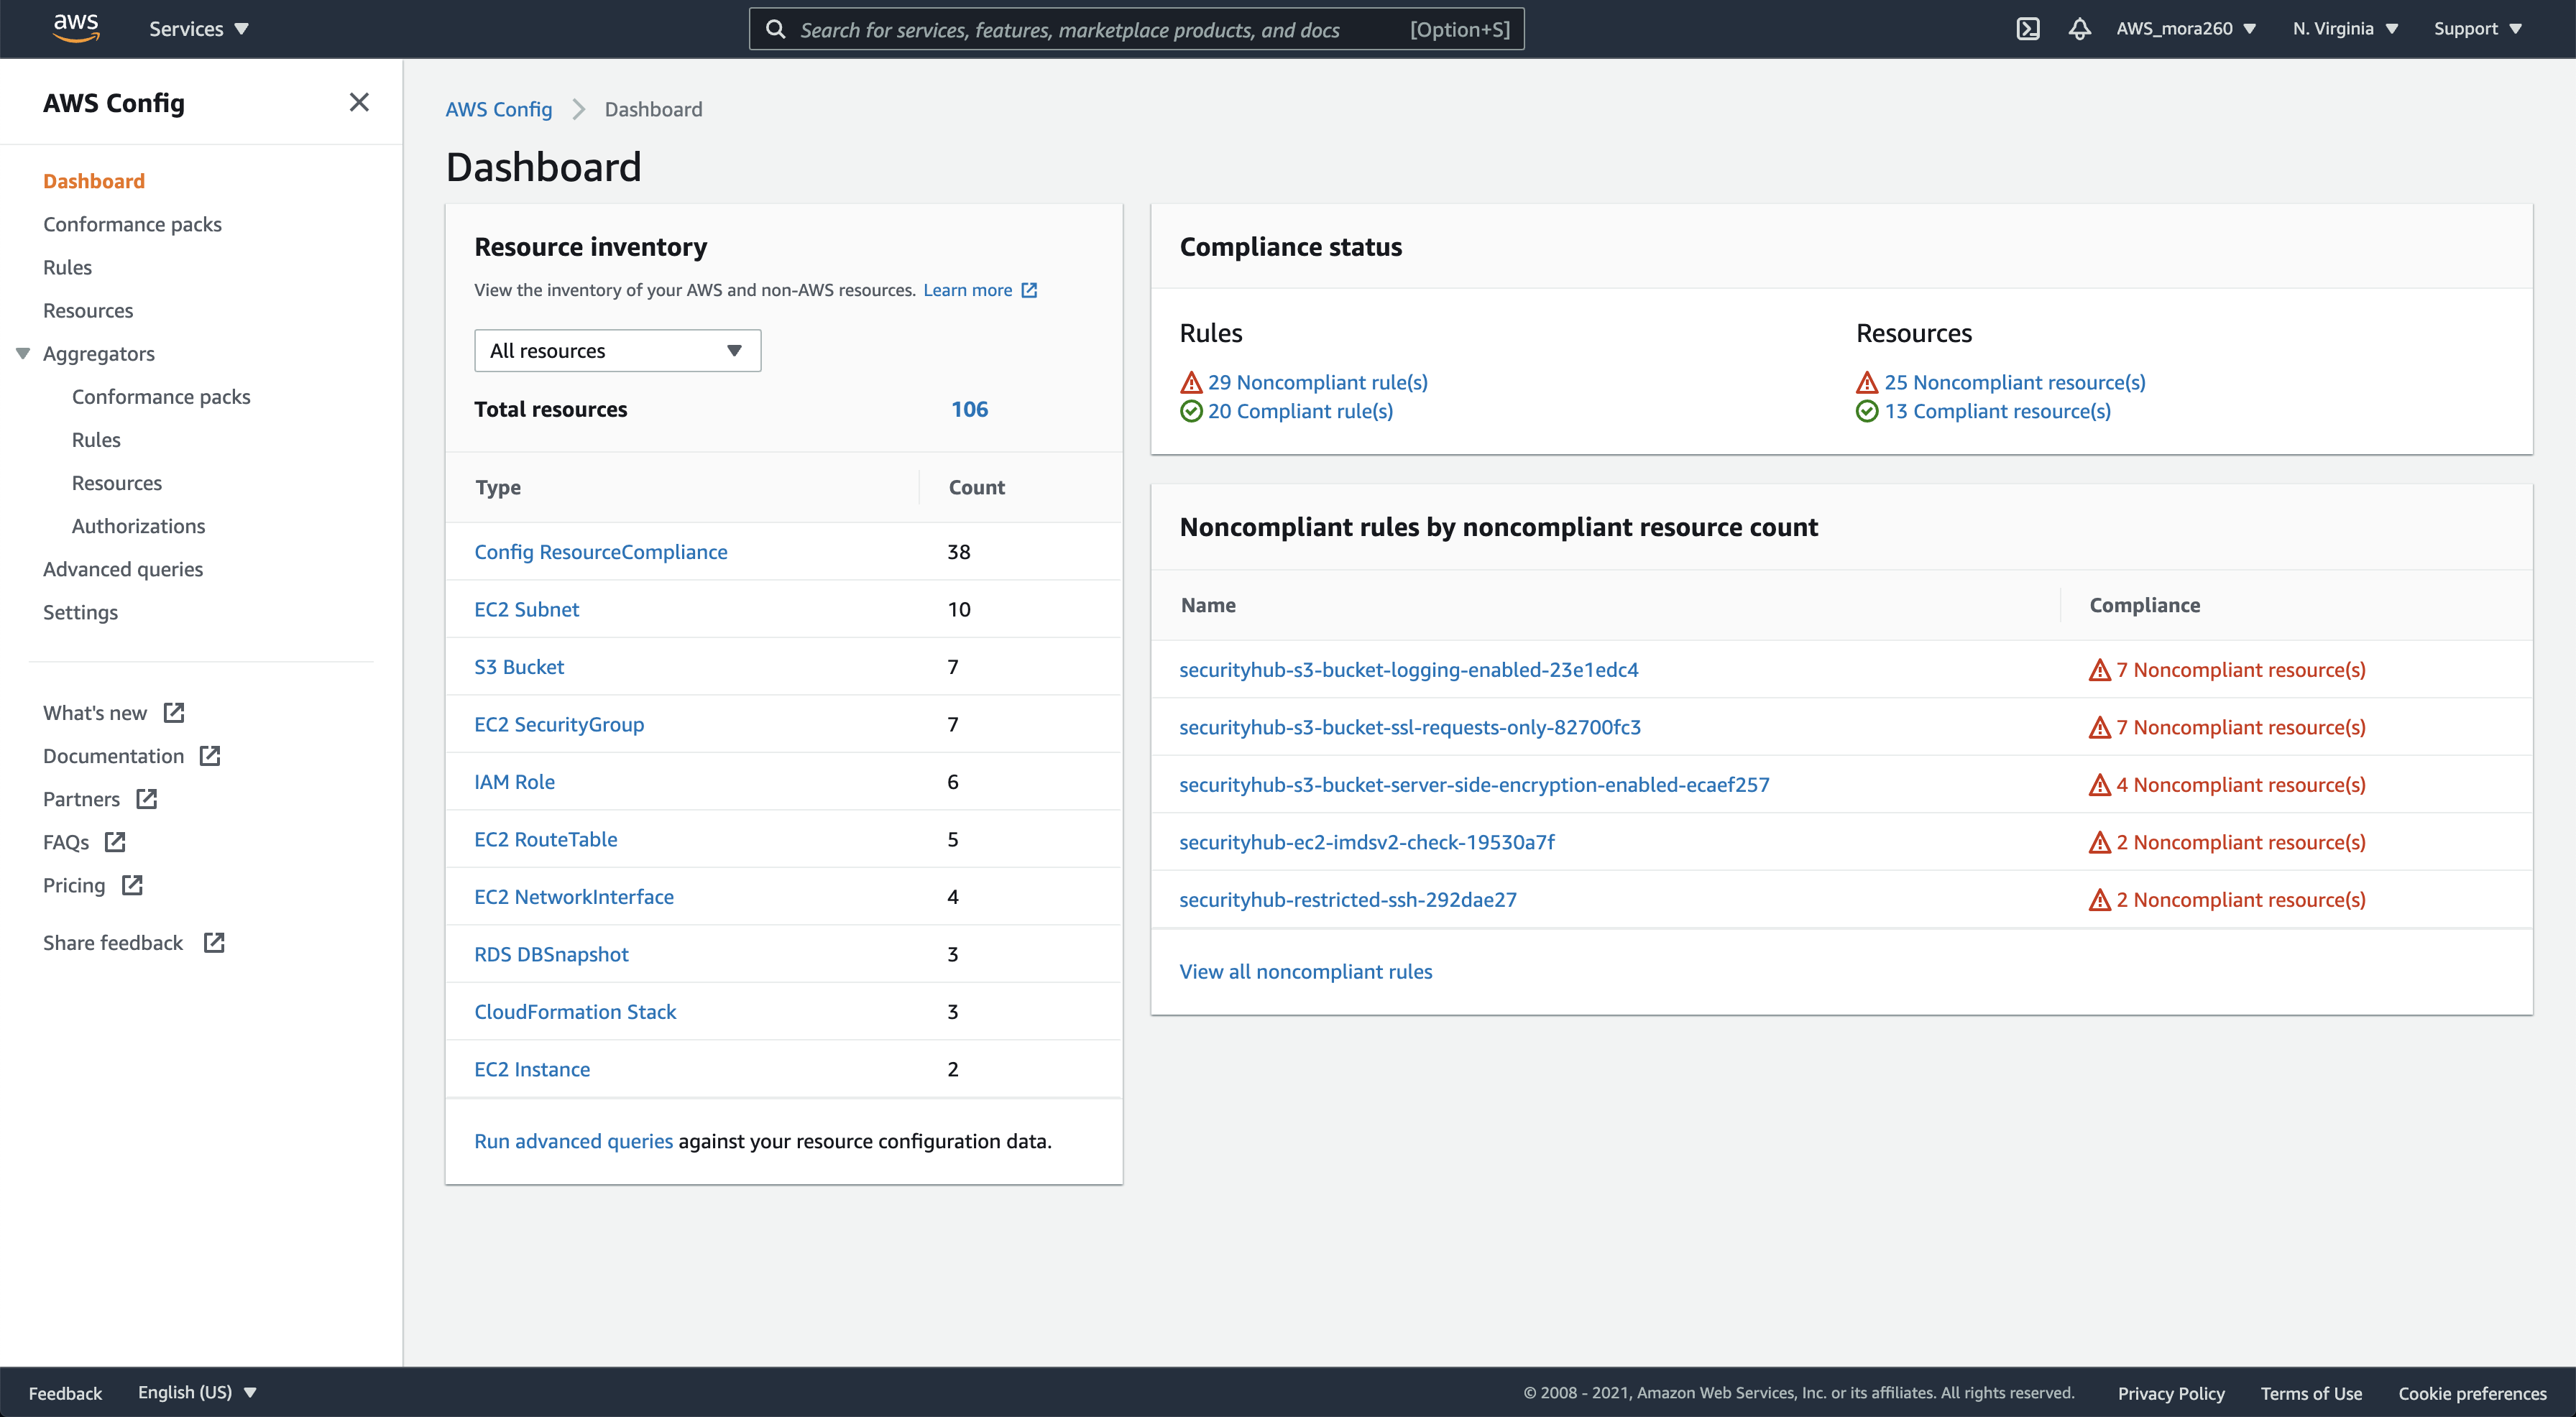 aws
Services
Search for services, features, marketplace products, and docs [Option+S]
AWS_mora260
N. Virginia
Support
AWS Config
Dashboard
Conformance packs
Rules
Resources
Aggregators
Conformance packs
Rules
Resources
Authorizations
Advanced queries
Settings
What's new
Documentation
Partners
FAQs
Pricing
Share feedback
AWS Config Dashboard
Dashboard
Resource inventory
View the inventory of your AWS and non-AWS resources. Learn more
All resources
Total resources 106
Type Count
Config ResourceCompliance 38
EC2 Subnet 10
S3 Bucket 7
EC2 SecurityGroup 7
IAM Role 6
EC2 RouteTable 5
EC2 NetworkInterface 4
RDS DBSnapshot 3
CloudFormation Stack 3
EC2 Instance 2
Run advanced queries against your resource configuration data.
Compliance status
Rules
29 Noncompliant rule(s)
20 Compliant rule(s)
Resources
25 Noncompliant resource(s)
13 Compliant resource(s)
Noncompliant rules by noncompliant resource count
Name Compliance
securityhub-s3-bucket-logging-enabled-23e1edc4 7 Noncompliant resource(s)
securityhub-s3-bucket-ssl-requests-only-82700fc3 7 Noncompliant resource(s)
securityhub-s3-bucket-server-side-encryption-enabled-ecaef257 4 Noncompliant resource(s)
securityhub-ec2-imdsv2-check-19530a7f 2 Noncompliant resource(s)
securityhub-restricted-ssh-292dae27 2 Noncompliant resource(s)
View all noncompliant rules
Feedback
English (US)
© 2008 - 2021, Amazon Web Services, Inc. or its affiliates. All rights reserved.
Privacy Policy
Terms of Use
Cookie preferences